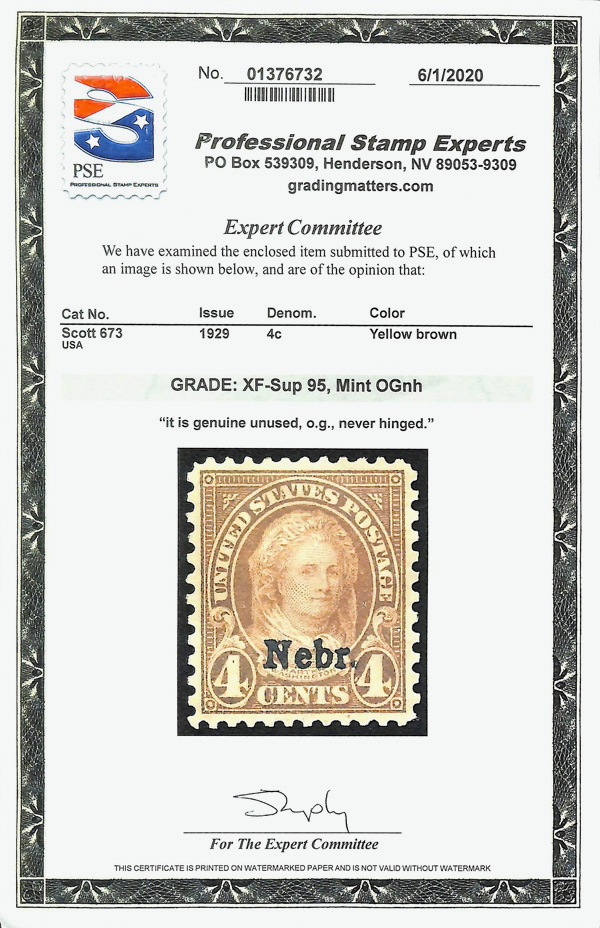 No. 01376732 6/1/2020
PSE
PROFESSIONAL STAMP EXPERTS
Professional Stamp Experts
PO Box 539309, Henderson, NV 89053-9309
gradingmatters.com
Expert Committee
We have examined the enclosed item submitted to PSE, of which
an image is shown below, and are of the opinion that:
Cat No. Issue Denom. Color
Scott 673 1929 4c Yellow brown
USA
GRADE: XF-Sup 95, Mint OGnh
“it is genuine unused, o.g., never hinged.”
UNITED STATES POSTAGE
Nebr.
WASHINGTON
4 CENTS 4
For The Expert Committee
THIS CERTIFICATE IS PRINTED ON WATERMARKED PAPER AND IS NOT VALID WITHOUT WATERMARK